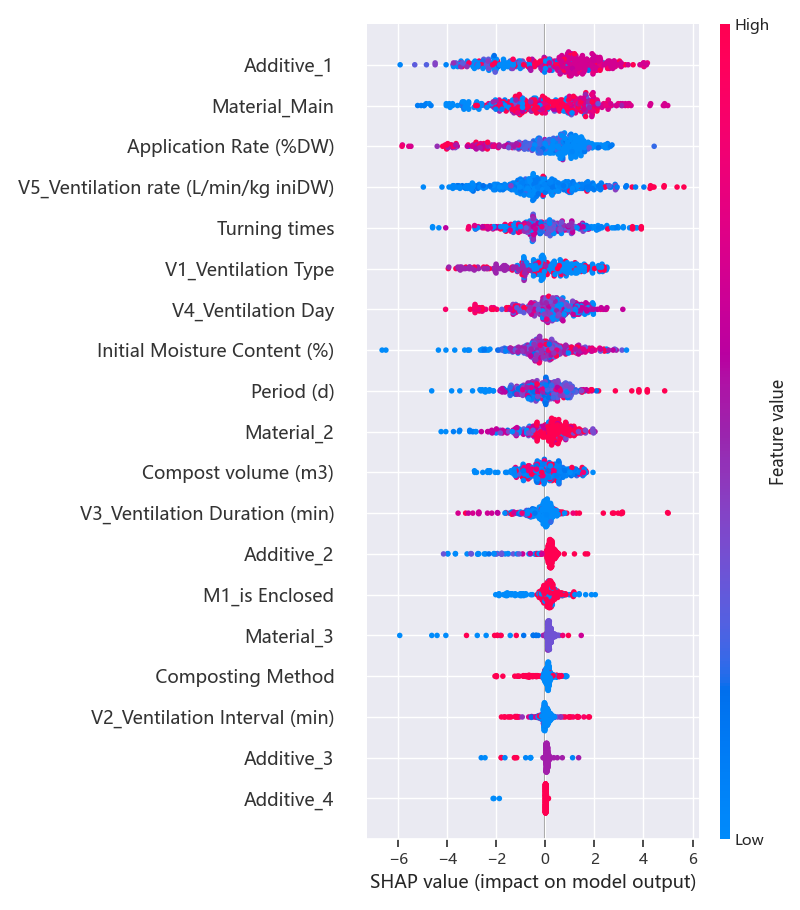 High
Additive_1
Material_Main
Application Rate (%DW)
V5_Ventilation rate (L/min/kg iniDW)
Turning times
V1_Ventilation Type
V4_Ventilation Day
Initial Moisture Content (%)
Period (d)
Material_2
Compost volume (m3)
V3_Ventilation Duration (min)
Additive_2
M1_is Enclosed
Material_3
Composting Method
V2_Ventilation Interval (min)
Additive_3
Additive_4
Feature value
Low
−6 −4 −2 0 2 4 6
SHAP value (impact on model output)